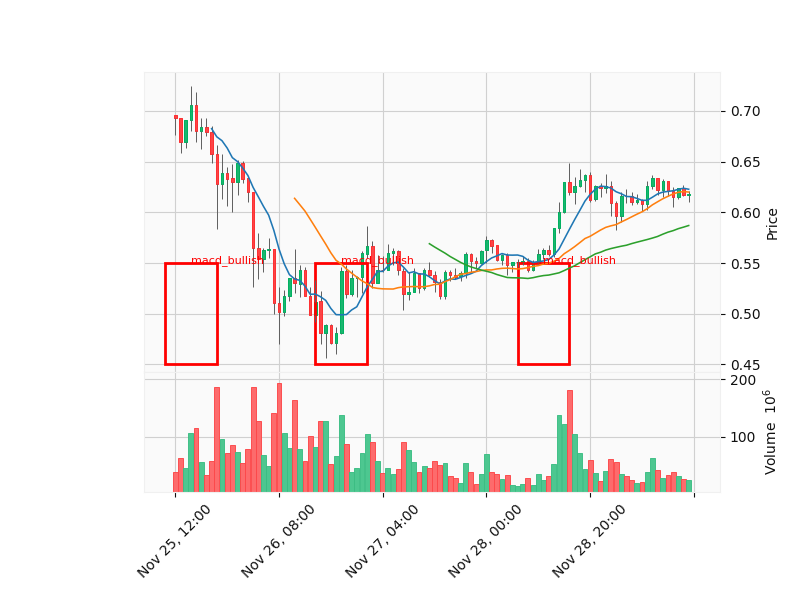 0.70
0.65
0.60
0.55
0.50
0.45
Price
macd_bullish
macd_bullish
macd_bullish
200
100
Volume 10^6
Nov 25, 12:00
Nov 26, 08:00
Nov 27, 04:00
Nov 28, 00:00
Nov 28, 20:00